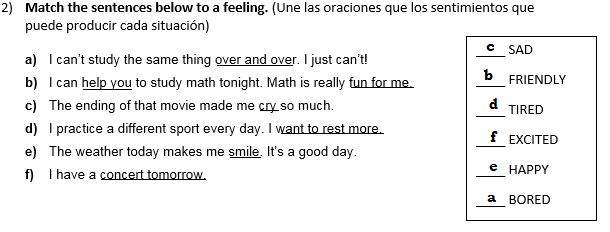 2) Match the sentences below to a feeling. (Une las oraciones que los sentimientos que
puede producir cada situación)
a) I can't study the same thing over and over. I just can't!
b) I can help you to study math tonight. Math is really fun for me.
c) The ending of that movie made me cry so much.
d) I practice a different sport every day. I want to rest more.
e) The weather today makes me smile. It's a good day.
f) I have a concert tomorrow.
c SAD
b FRIENDLY
d TIRED
f EXCITED
e HAPPY
a BORED